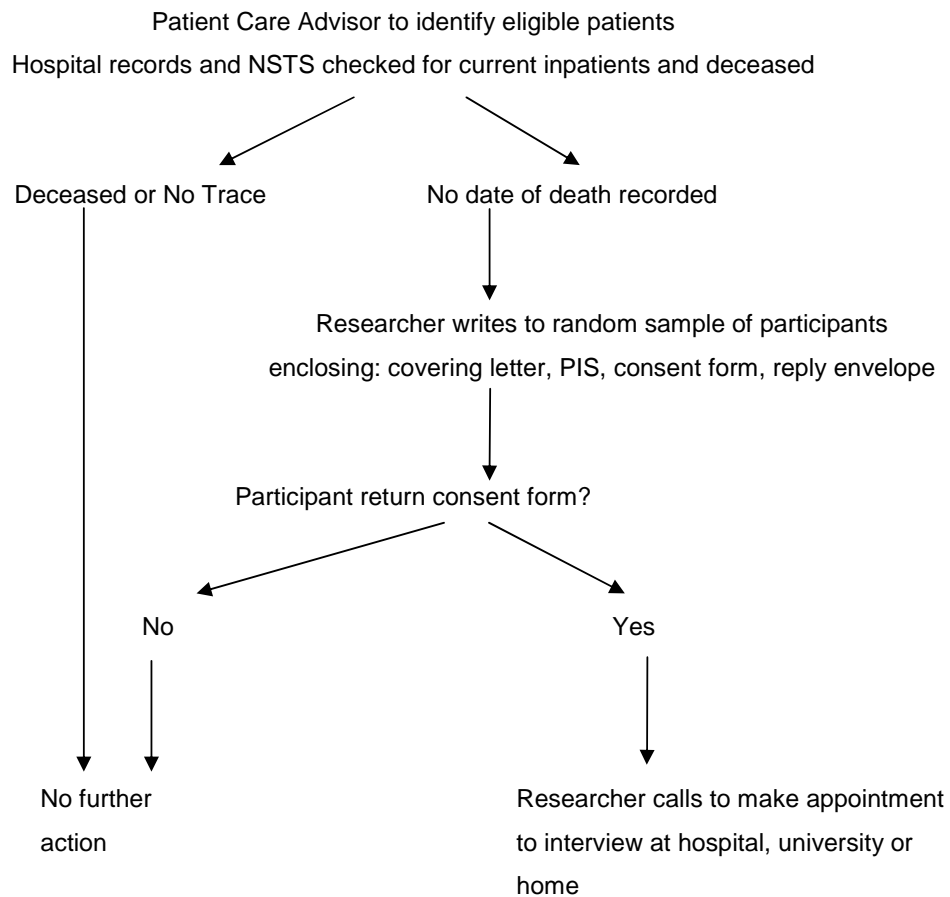 Patient Care Advisor to identify eligible patients
Hospital records and NSTS checked for current inpatients and deceased
Deceased or No Trace
No date of death recorded
Researcher writes to random sample of participants
enclosing: covering letter, PIS, consent form, reply envelope
Participant return consent form?
No
Yes
No further
action
Researcher calls to make appointment
to interview at hospital, university or
home